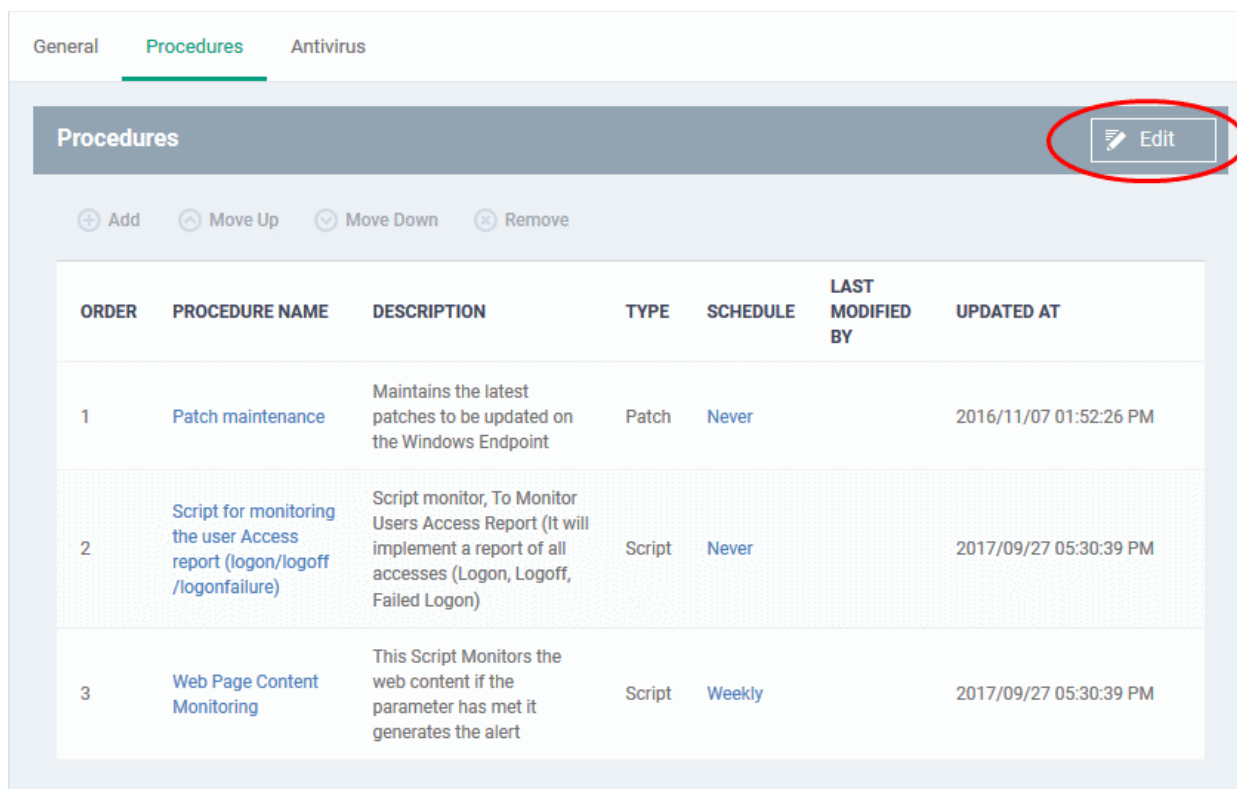 General Procedures Antivirus
Procedures
Edit
Add Move Up Move Down Remove
ORDER PROCEDURE NAME DESCRIPTION TYPE SCHEDULE LAST MODIFIED BY UPDATED AT
1 Patch maintenance Maintains the latest patches to be updated on the Windows Endpoint Patch Never 2016/11/07 01:52:26 PM
2 Script for monitoring the user Access report (logon/logoff /logonfailure) Script monitor, To Monitor Users Access Report (It will implement a report of all accesses (Logon, Logoff, Failed Logon) Script Never 2017/09/27 05:30:39 PM
3 Web Page Content Monitoring This Script Monitors the web content if the parameter has met it generates the alert Script Weekly 2017/09/27 05:30:39 PM